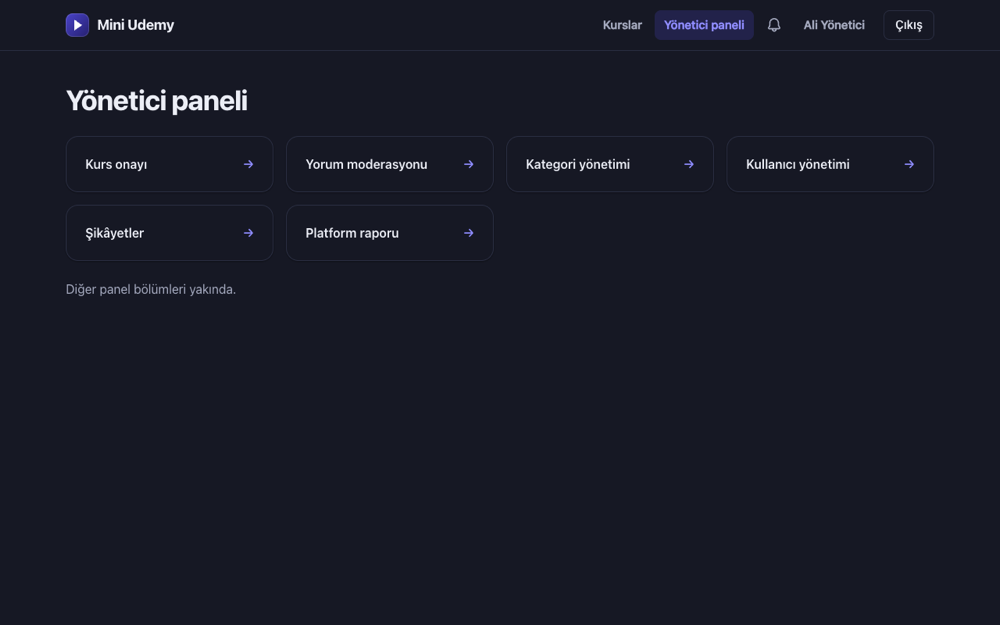 Mini Udemy
Kurslar
Yönetici paneli
Ali Yönetici
Çıkış
Yönetici paneli
Kurs onayı
Yorum moderasyonu
Kategori yönetimi
Kullanıcı yönetimi
Şikâyetler
Platform raporu
Diğer panel bölümleri yakında.